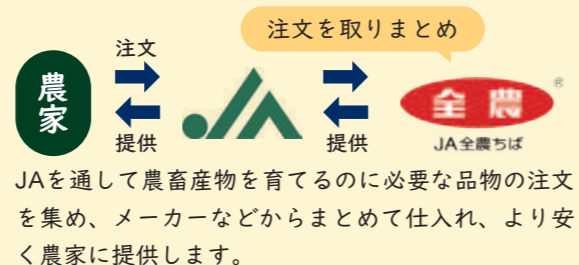 注文を取りまとめ
注文
農家
全農
®
提供
提供
JA全農ちば
JAを通して農畜産物を育てるのに必要な品物の注文
を集め、メーカーなどからまとめて仕入れ、より安
く農家に提供します。